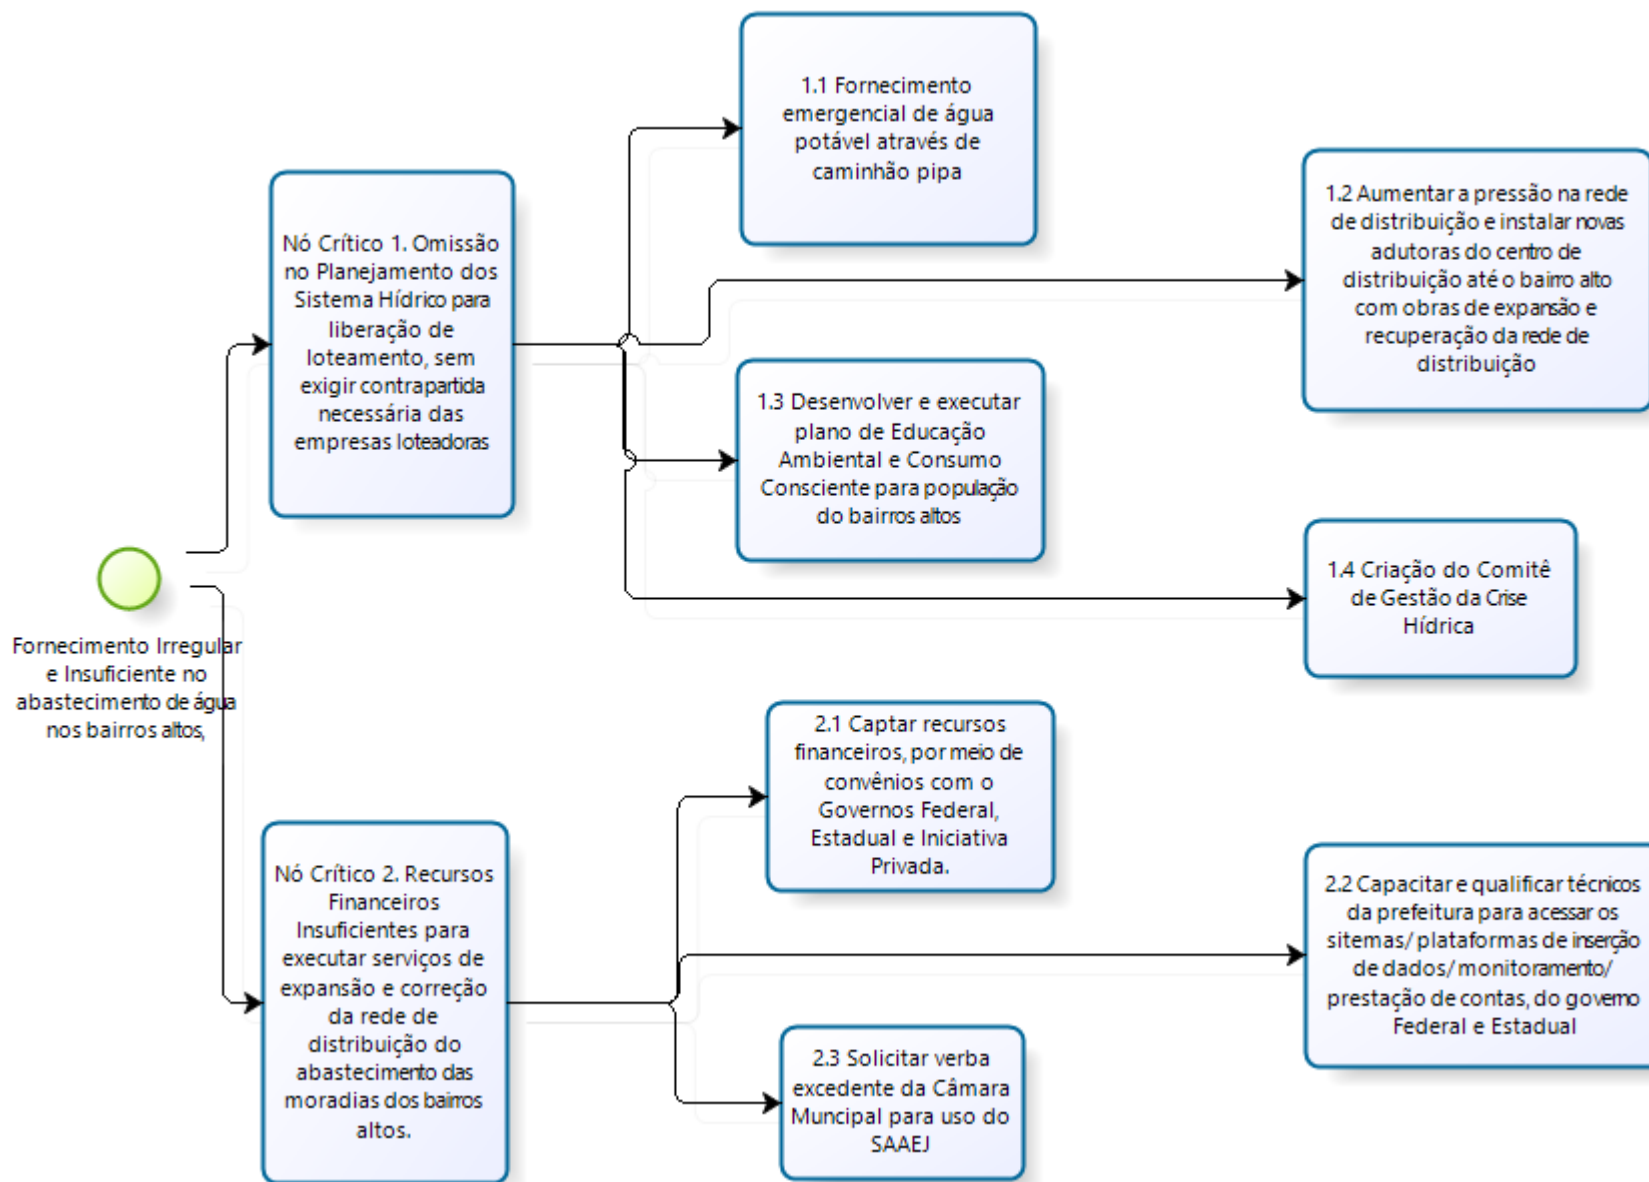 1.1 Fornecimento
emergencial de água
potável através de
caminhão pipa
1.2 Aumentar a pressão na rede
de distribuição e instalar novas
adutoras do centro de
distribuição até o bairro alto
com obras de expansão e
recuperação da rede de
distribuição
Nó Crítico 1. Omissão
no Planejamento dos
Sistema Hídrico para
liberação de
loteamento, sem
exigir contrapartida
necessária das
empresas loteadoras
1.3 Desenvolver e executar
plano de Educação
Ambiental e Consumo
Consciente para população
do bairros altos
1.4 Criação do Comitê
de Gestão da Crise
Hídrica
Fornecimento Irregular
e Insuficiente no
abastecimento de água
nos bairros altos,
2.1 Captar recursos
financeiros, por meio de
convênios com o
Governos Federal,
Estadual e Iniciativa
Privada.
Nó Crítico 2. Recursos
Financeiros
Insuficientes para
executar serviços de
expansão e correção
da rede de
distribuição do
abastecimento das
moradias dos bairros
altos.
2.2 Capacitar e qualificar técnicos
da prefeitura para acessar os
sitemas/ plataformas de inserção
de dados/ monitoramento/
prestação de contas, do governo
Federal e Estadual
2.3 Solicitar verba
excedente da Câmara
Muncipal para uso do
SAAEJ